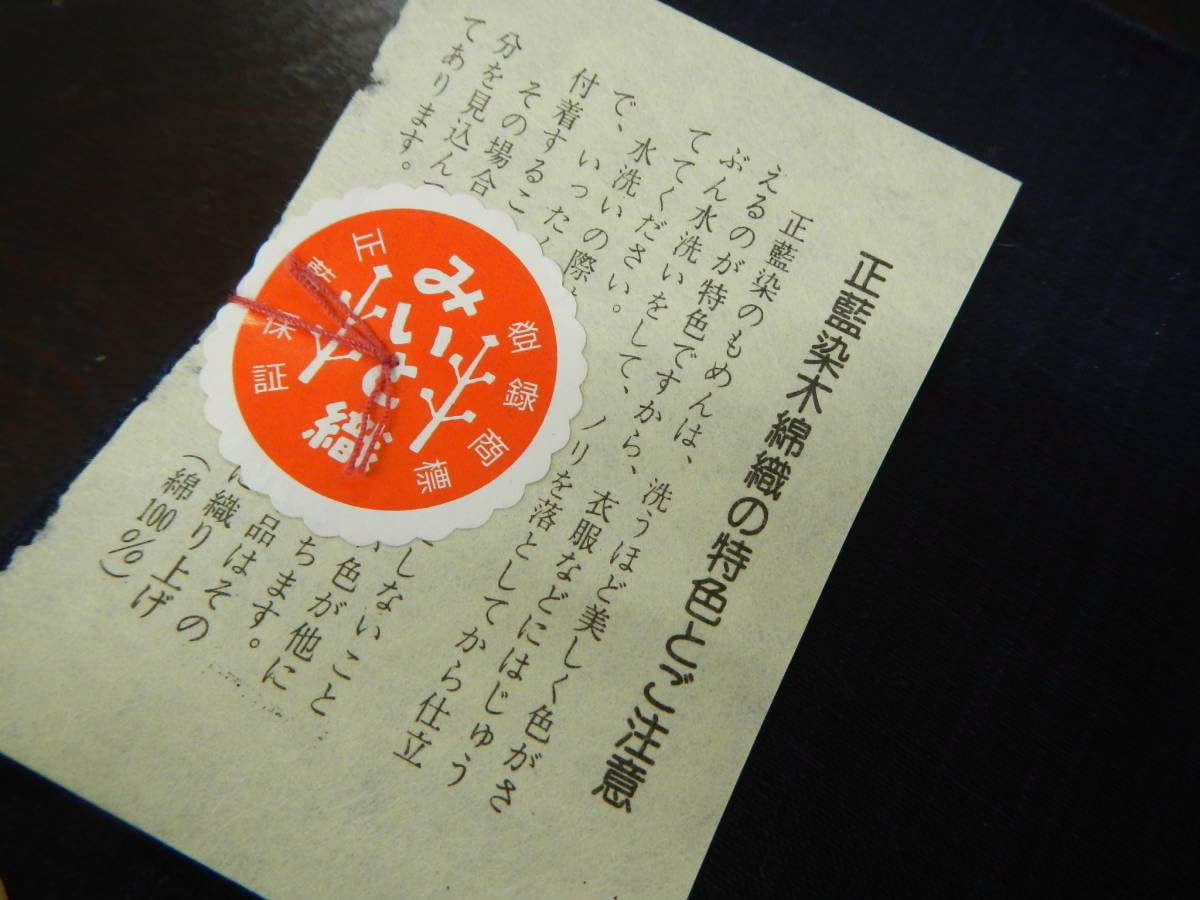 正藍染木綿織の特色とご注意
正藍染のもめんは、洗うほど美しく色がさ
えるのが特色ですから、衣服などにはじゅう
ぶん水洗いをして、ノリを落としてから仕立
ててください。
いったん
で、水洗いの際
しないこと
付着するこ
色が他に
その場合
ちます。
分を見込ん
品はその
織り上げ
てあります。
(綿100%)
登録商標
正藍保証
織